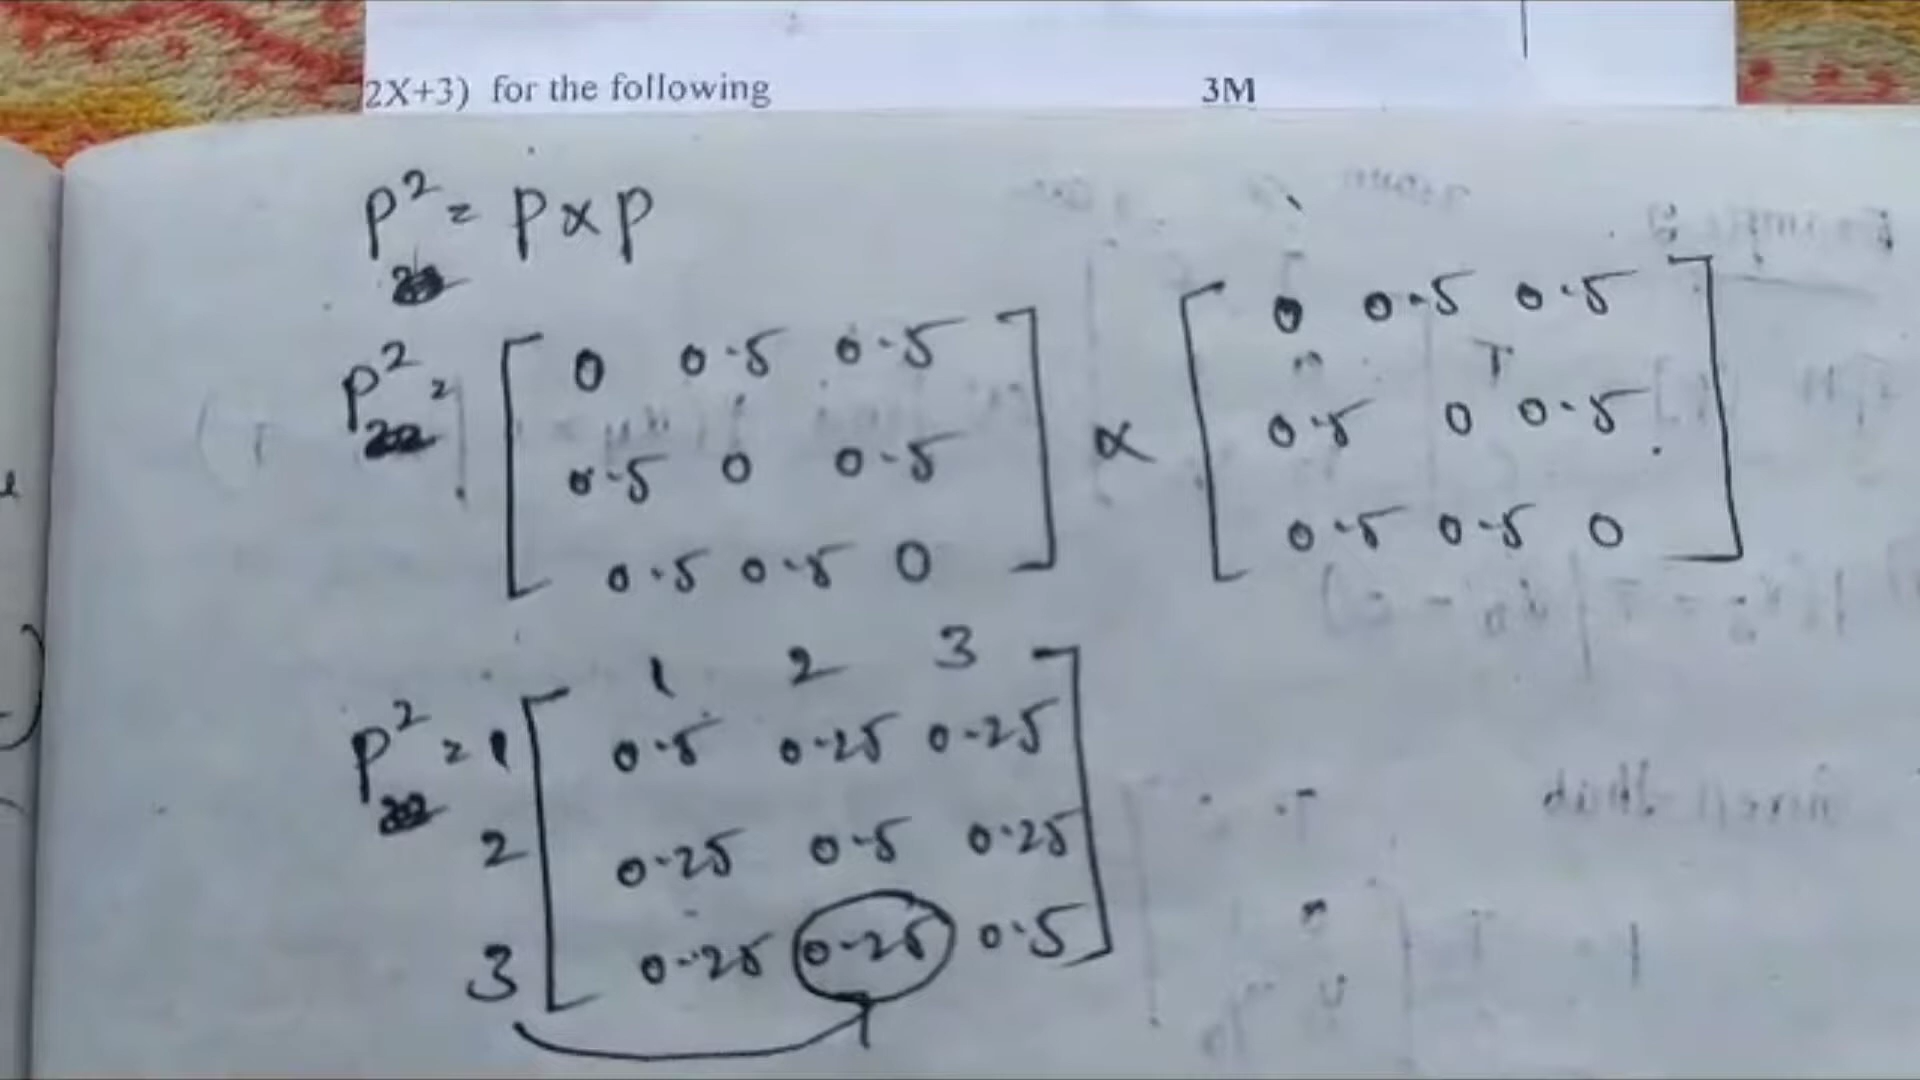 2X+3) for the following 3M
P² = P × P
P² = [ 0 0.5 0.5 ] × [ 0 0.5 0.5 ]
[ 0.5 0 0.5 ] [ 0.5 0 0.5 ]
[ 0.5 0.5 0 ] [ 0.5 0.5 0 ]
1 2 3
P² = 1 [ 0.5 0.25 0.25 ]
2 [ 0.25 0.5 0.25 ]
3 [ 0.25 0.25 0.5 ]